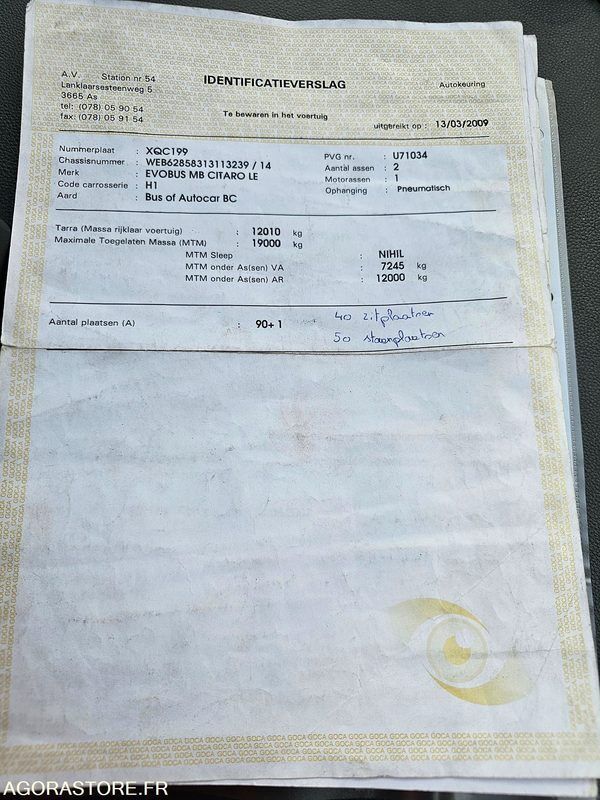 A.V. Station nr 54
Lanklaarsesteenweg 5
3665 As
tel: (078) 05 90 54
fax: (078) 05 91 54
IDENTIFICATIEVERSLAG
Autokeuring
Te bewaren in het voertuig
uitgereikt op : 13/03/2009
Nummerplaat : XQC199
Chassisnummer : WEB62858313113239 / 14
Merk : EVOBUS MB CITARO LE
Code carrosserie : H1
Aard : Bus of Autocar BC
PVG nr. : U71034
Aantal assen : 2
Motorassen : 1
Ophanging : Pneumatisch
Tarra (Massa rijklaar voertuig) : 12010 kg
Maximale Toegelaten Massa (MTM) : 19000 kg
MTM Sleep : NIHIL
MTM onder As(sen) VA : 7245 kg
MTM onder As(sen) AR : 12000 kg
Aantal plaatsen (A) : 90+ 1
40 zitplaatsen
50 staanplaatsen
AGORASTORE.FR